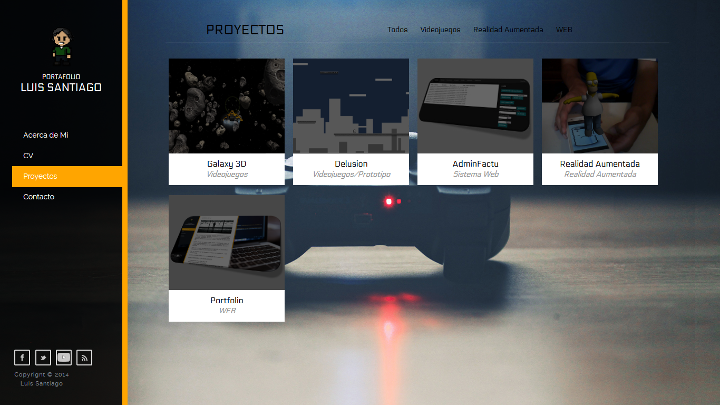 PORTAFOLIO
LUIS SANTIAGO
Acerca de Mi
CV
Proyectos
Contacto
Copyright © 2014
Luis Santiago
PROYECTOS
Todos Videojuegos Realidad Aumentada WEB
Galaxy 3D
Videojuegos
Delusion
Videojuegos/Prototipo
AdminFactu
Sistema Web
Realidad Aumentada
Realidad Aumentada
Portfolio
WEB